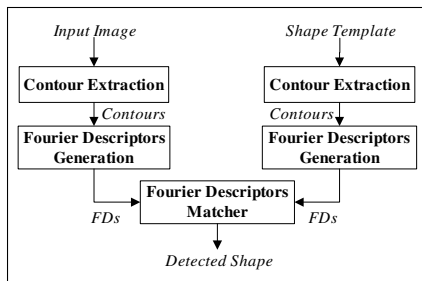 Input Image
Shape Template
Contour Extraction
Contour Extraction
Contours
Contours
Fourier Descriptors
Generation
Fourier Descriptors
Generation
Fourier Descriptors
Matcher
FDs
FDs
Detected Shape